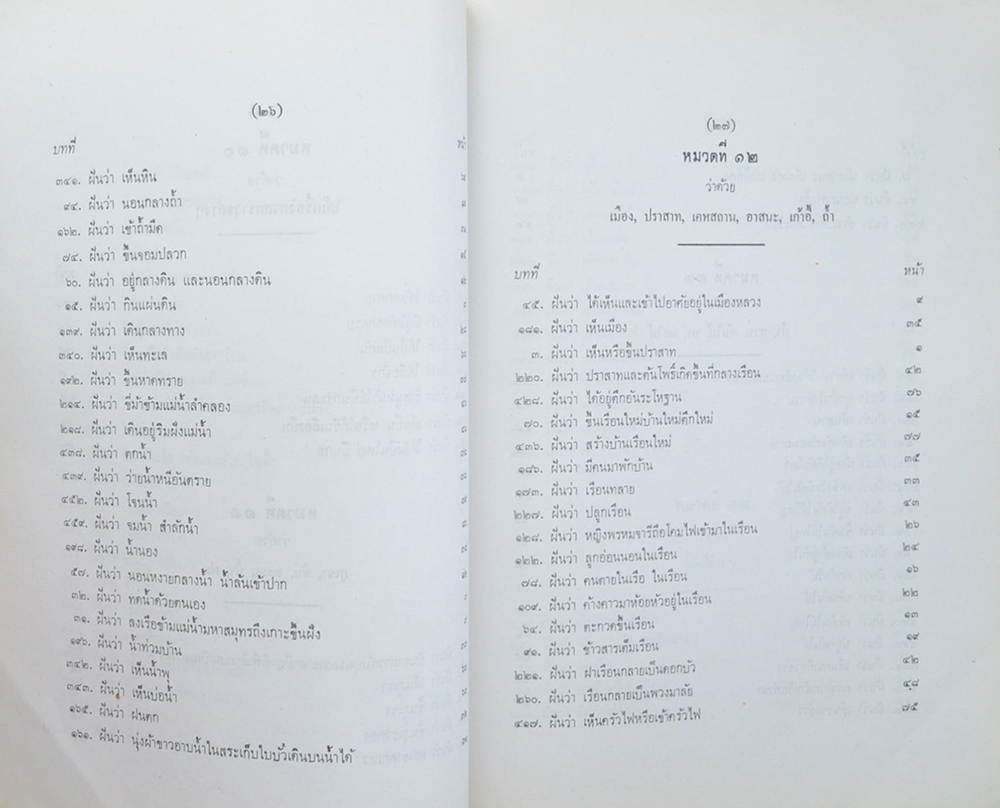 (๒๖)
บทที่
๓๔๑. ฝันว่า เห็นหิน
๙๔. ฝันว่า นอนกลางถ้ำ
๑๖๒. ฝันว่า เข้าถ้ำมืด
๗๔. ฝันว่า ขึ้นจอมปลวก
๖๐. ฝันว่า อยู่กลางดิน และนอนกลางดิน
๑๕. ฝันว่า กินแผ่นดิน
๑๓๙. ฝันว่า เดินกลางทาง
๓๔๐. ฝันว่า เห็นทะเล
๑๙๒. ฝันว่า ขึ้นหาดทราย
๒๑๔. ฝันว่า ขี่ม้าข้ามแม่น้ำลำคลอง
๒๑๘. ฝันว่า เดินอยู่ริมฝั่งแม่น้ำ
๔๓๘. ฝันว่า ตกน้ำ
๔๓๙. ฝันว่า ว่ายน้ำหนีอันตราย
๔๕๒. ฝันว่า โจนน้ำ
๔๕๙. ฝันว่า จมน้ำ สำลักน้ำ
๑๙๘. ฝันว่า น้ำนอง
๕๗. ฝันว่า นอนหงายกลางน้ำ น้ำล้นเข้าปาก
๓๒. ฝันว่า ทดน้ำด้วยตนเอง
๓๑. ฝันว่า ลงเรือข้ามแม่น้ำมหาสมุทรถึงเกาะขึ้นฝั่ง
๑๙๖. ฝันว่า น้ำท่วมบ้าน
๓๔๒. ฝันว่า เห็นน้ำพุ
๓๔๓. ฝันว่า เห็นบ่อน้ำ
๑๖๕. ฝันว่า ฝนตก
๑๖๑. ฝันว่า นุ่งผ้าขาวอาบน้ำในสระเก็บใบบัวเดินบนน้ำได้
(๒๗)
หมวดที่ ๑๒
ว่าด้วย
เมือง, ปราสาท, เคหสถาน, อาสนะ, เก้าอี้, ถ้ำ
บทที่ หน้า
๔๕. ฝันว่า ได้เห็นและเข้าไปอาศัยอยู่ในเมืองหลวง ๙
๑๘๑. ฝันว่า เห็นเมือง ๓๕
๓. ฝันว่า เห็นหรือขึ้นปราสาท ๑
๒๒๐. ฝันว่า ปราสาทและต้นโพธิ์เกิดขึ้นที่กลางเรือน ๔๒
๔๒๘. ฝันว่า ได้อยู่ตึกอันระโหฐาน ๗๖
๗๐. ฝันว่า ขึ้นเรือนใหม่บ้านใหม่ตึกใหม่ ๑๕
๔๓๖. ฝันว่า สร้างบ้านเรือนใหม่ ๗๗
๑๘๖. ฝันว่า มีคนมาพักบ้าน ๓๕
๑๗๓. ฝันว่า เรือนทลาย ๓๓
๒๒๗. ฝันว่า ปลูกเรือน ๔๓
๑๒๘. ฝันว่า หญิงพรหมจารีถือโคมไฟเข้ามาในเรือน ๒๖
๑๒๒. ฝันว่า ลูกอ่อนนอนในเรือน ๒๔
๗๘. ฝันว่า คนตายในเรือ ในเรือน ๑๖
๑๐๙. ฝันว่า ค้างคาวมาห้อยหัวอยู่ในเรือน ๒๒
๖๔. ฝันว่า ตะกวดขึ้นเรือน ๑๓
๙๑. ฝันว่า ข้าวสารเต็มเรือน ๑๙
๒๒๑. ฝันว่า ฝาเรือนกลายเป็นดอกบัว ๔๒
๒๖๐. ฝันว่า เรือนกลายเป็นพวงมาลัย ๔๘
๔๑๗. ฝันว่า เห็นครัวไฟหรือเข้าครัวไฟ ๗๕